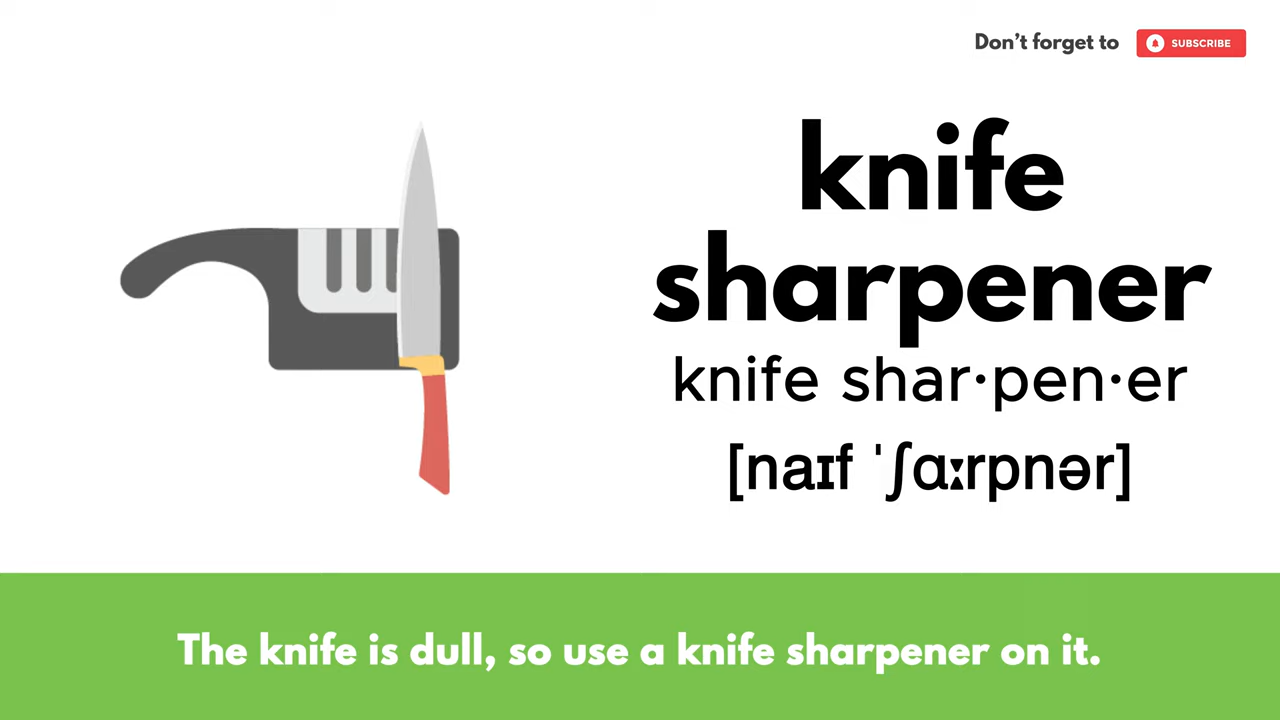 Don't forget to SUBSCRIBE
knife
sharpener
knife shar·pen·er
[naɪf ˈʃɑːrpnər]
The knife is dull, so use a knife sharpener on it.